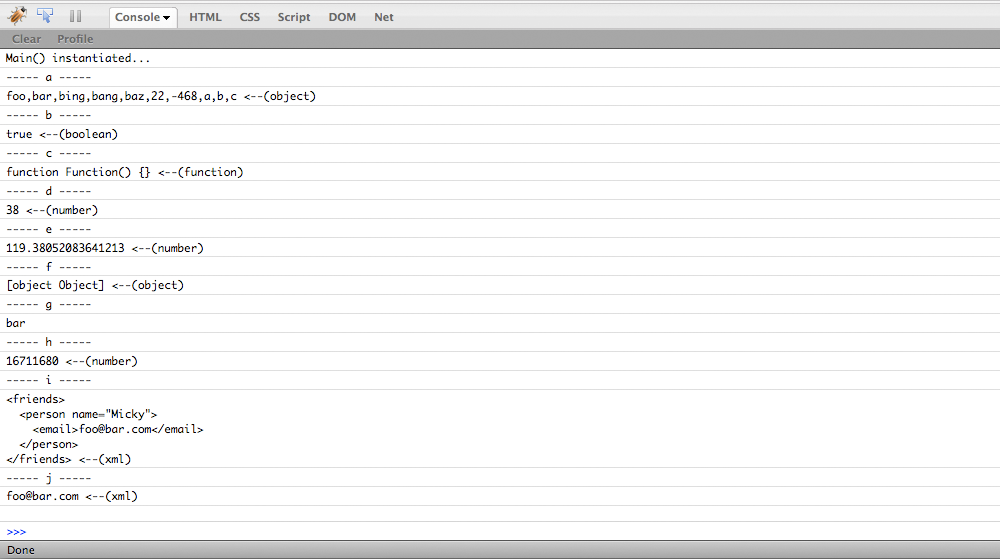 Console HTML CSS Script DOM Net
Clear Profile
Main() instantiated...
----- a -----
foo,bar,bing,bang,baz,22,-468,a,b,c <--(object)
----- b -----
true <--(boolean)
----- c -----
function Function() {} <--(function)
----- d -----
38 <--(number)
----- e -----
119.38052083641213 <--(number)
----- f -----
[object Object] <--(object)
----- g -----
bar
----- h -----
16711680 <--(number)
----- i -----
<friends>
  <person name="Micky">
    <email>foo@bar.com</email>
  </person>
</friends> <--(xml)
----- j -----
foo@bar.com <--(xml)
>>>
Done